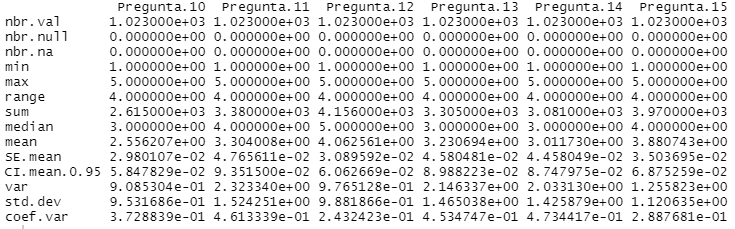 Pregunta.10 Pregunta.11 Pregunta.12 Pregunta.13 Pregunta.14 Pregunta.15
nbr.val 1.023000e+03 1.023000e+03 1.023000e+03 1.023000e+03 1.023000e+03 1.023000e+03
nbr.null 0.000000e+00 0.000000e+00 0.000000e+00 0.000000e+00 0.000000e+00 0.000000e+00
nbr.na 0.000000e+00 0.000000e+00 0.000000e+00 0.000000e+00 0.000000e+00 0.000000e+00
min 1.000000e+00 1.000000e+00 1.000000e+00 1.000000e+00 1.000000e+00 1.000000e+00
max 5.000000e+00 5.000000e+00 5.000000e+00 5.000000e+00 5.000000e+00 5.000000e+00
range 4.000000e+00 4.000000e+00 4.000000e+00 4.000000e+00 4.000000e+00 4.000000e+00
sum 2.615000e+03 3.380000e+03 4.156000e+03 3.305000e+03 3.081000e+03 3.970000e+03
median 3.000000e+00 4.000000e+00 5.000000e+00 3.000000e+00 3.000000e+00 4.000000e+00
mean 2.556207e+00 3.304008e+00 4.062561e+00 3.230694e+00 3.011730e+00 3.880743e+00
SE.mean 2.980107e-02 4.765611e-02 3.089592e-02 4.580481e-02 4.458049e-02 3.503695e-02
CI.mean.0.95 5.847829e-02 9.351500e-02 6.062669e-02 8.988223e-02 8.747975e-02 6.875259e-02
var 9.085304e-01 2.323340e+00 9.765128e-01 2.146337e+00 2.033130e+00 1.255823e+00
std.dev 9.531686e-01 1.524251e+00 9.881866e-01 1.465038e+00 1.425879e+00 1.120635e+00
coef.var 3.728839e-01 4.613339e-01 2.432423e-01 4.534747e-01 4.734417e-01 2.887681e-01